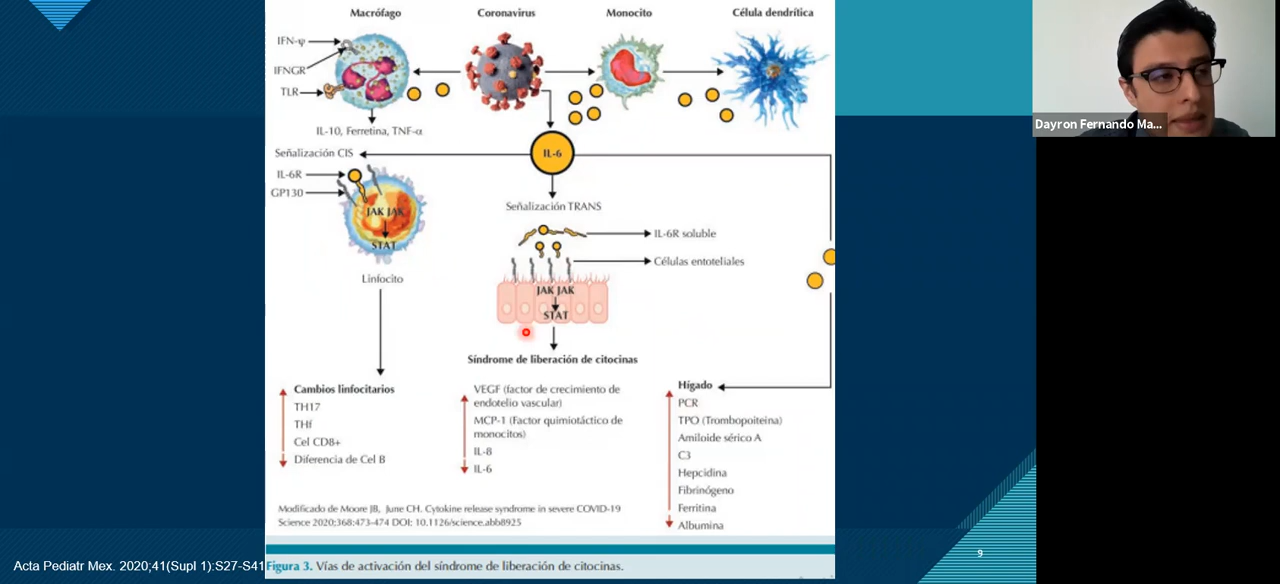 Macrófago
Coronavirus
Monocito
Célula dendrítica
IFN-ψ
IFNGR
TLR
IL-10, Ferretina, TNF-α
Señalización CIS
IL-6
IL-6R
GP130
JAK JAK
STAT
Linfocito
Señalización TRANS
IL-6R soluble
Células entoteliales
JAK JAK
STAT
Síndrome de liberación de citocinas
Cambios linfocitarios
TH17
THf
Cel CD8+
Diferencia de Cel B
VEGF (factor de crecimiento de
endotelio vascular)
MCP-1 (Factor quimiotáctico de
monocitos)
IL-8
IL-6
Hígado
PCR
TPO (Trombopoiteina)
Amiloide sérico A
C3
Hepcidina
Fibrinógeno
Ferritina
Albumina
Modificado de Moore JB, June CH. Cytokine release syndrome in severe COVID-19
Science 2020;368:473-474 DOI: 10.1126/science.abb8925
Figura 3. Vías de activación del síndrome de liberación de citocinas.
Acta Pediatr Mex. 2020;41(Supl 1):S27-S41
9
Dayron Fernando Ma...